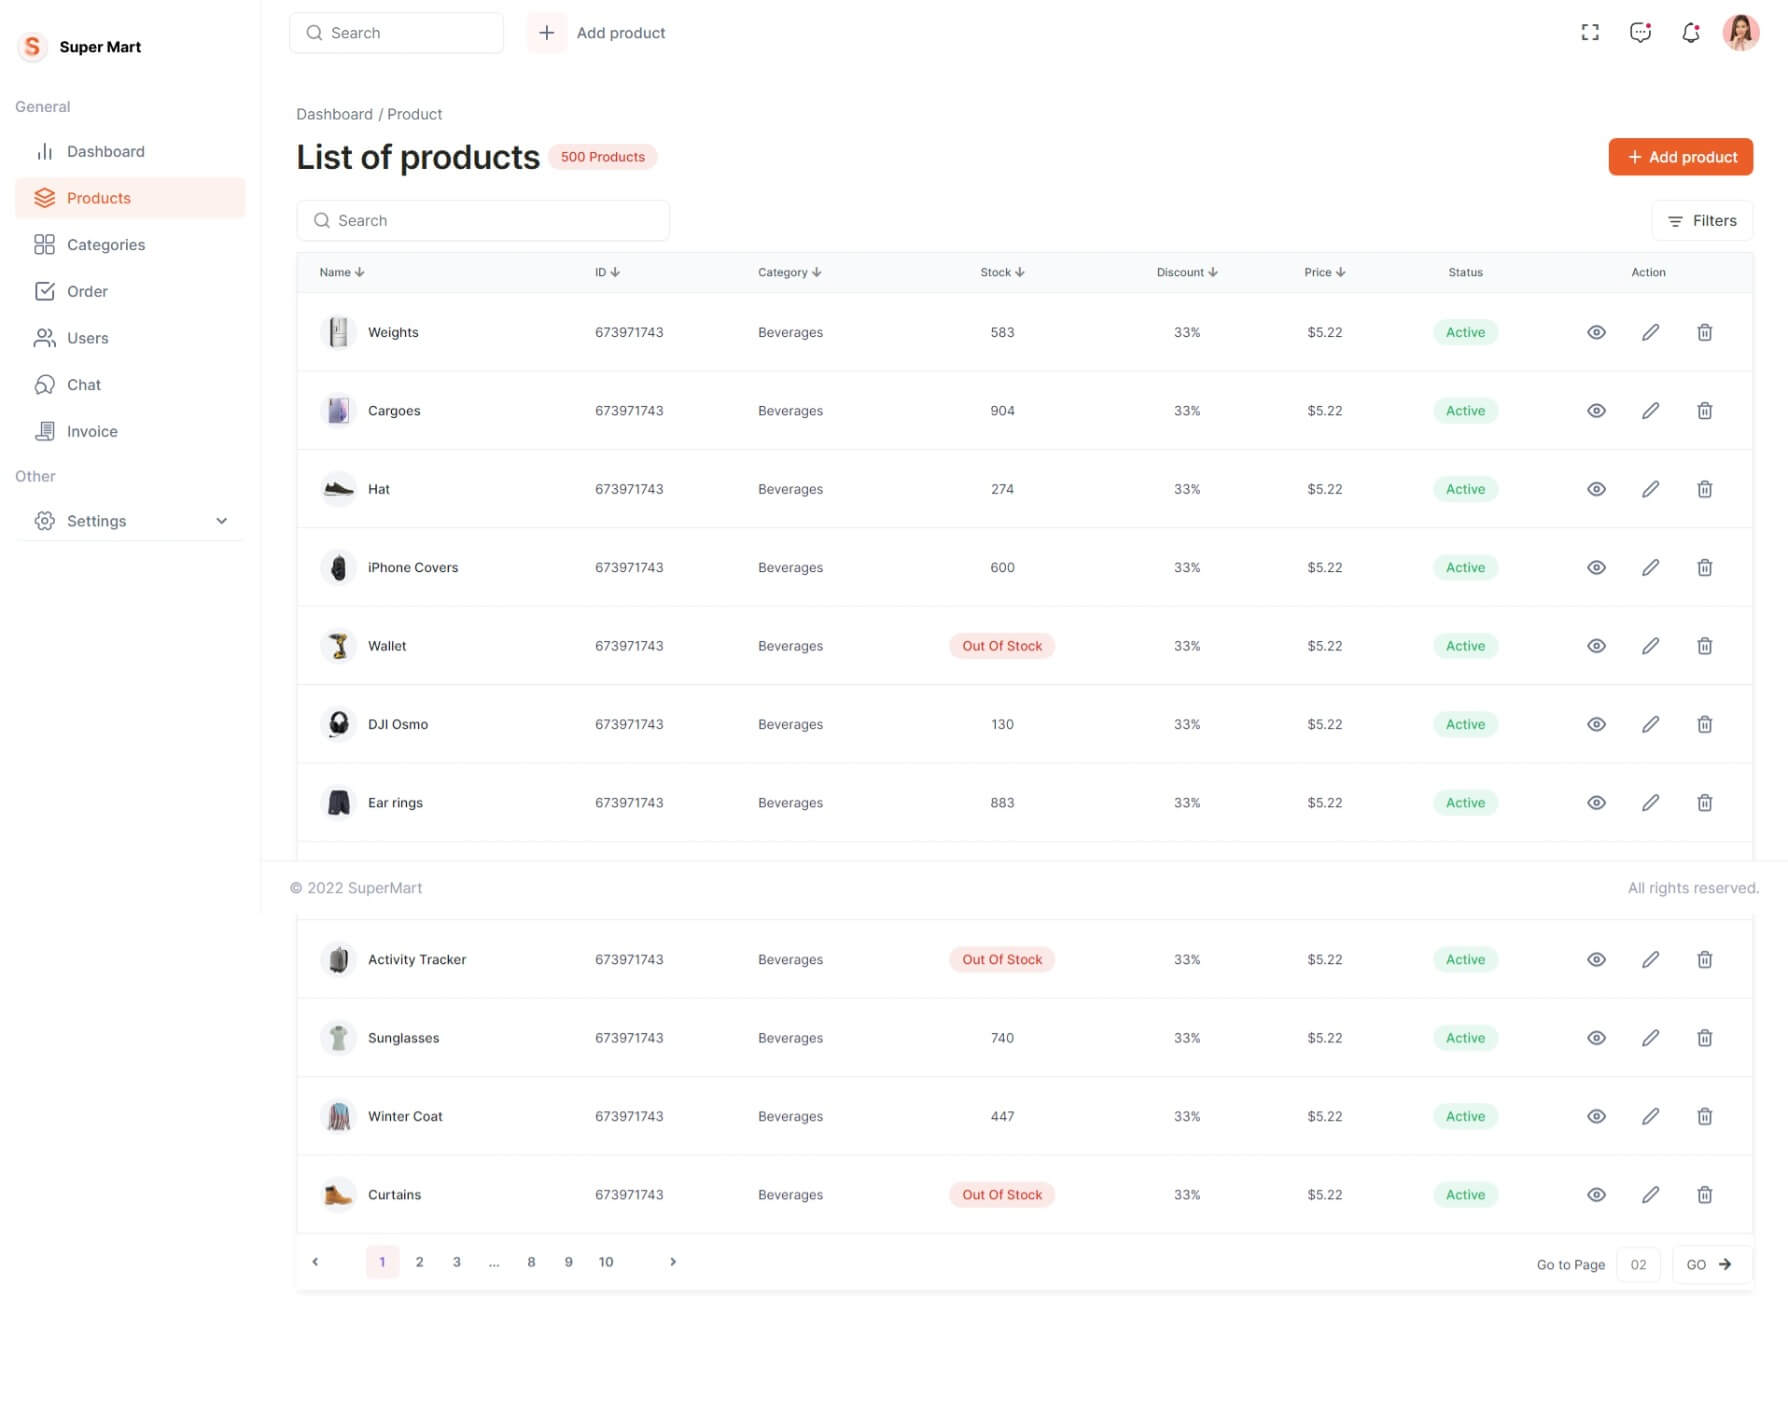 S Super Mart
Search
Add product
General
Dashboard
Products
Categories
Order
Users
Chat
Invoice
Other
Settings
Dashboard / Product
List of products 500 Products
+ Add product
Search
Filters
Name ID Category Stock Discount Price Status Action
Weights 673971743 Beverages 583 33% $5.22 Active
Cargoes 673971743 Beverages 904 33% $5.22 Active
Hat 673971743 Beverages 274 33% $5.22 Active
iPhone Covers 673971743 Beverages 600 33% $5.22 Active
Wallet 673971743 Beverages Out Of Stock 33% $5.22 Active
DJI Osmo 673971743 Beverages 130 33% $5.22 Active
Ear rings 673971743 Beverages 883 33% $5.22 Active
© 2022 SuperMart All rights reserved.
Activity Tracker 673971743 Beverages Out Of Stock 33% $5.22 Active
Sunglasses 673971743 Beverages 740 33% $5.22 Active
Winter Coat 673971743 Beverages 447 33% $5.22 Active
Curtains 673971743 Beverages Out Of Stock 33% $5.22 Active
1 2 3 ... 8 9 10
Go to Page 02 GO